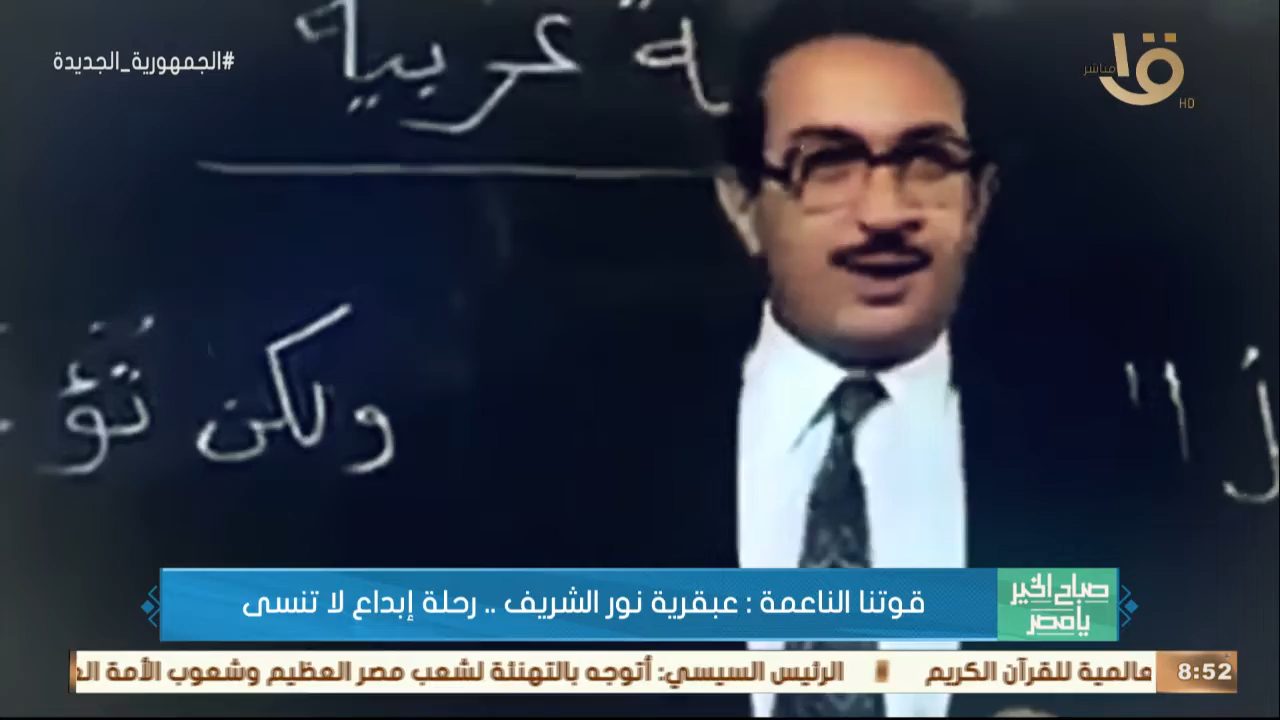 #الجمهورية_الجديدة
مباشر
HD
عربية
ولكن
قوتنا الناعمة : عبقرية نور الشريف .. رحلة إبداع لا تنسى
صباح الخير
يا مصر
8:52
للقرآن الكريم
الرئيس السيسي: أتوجه بالتهنئة لشعب مصر العظيم وشعوب الأمة